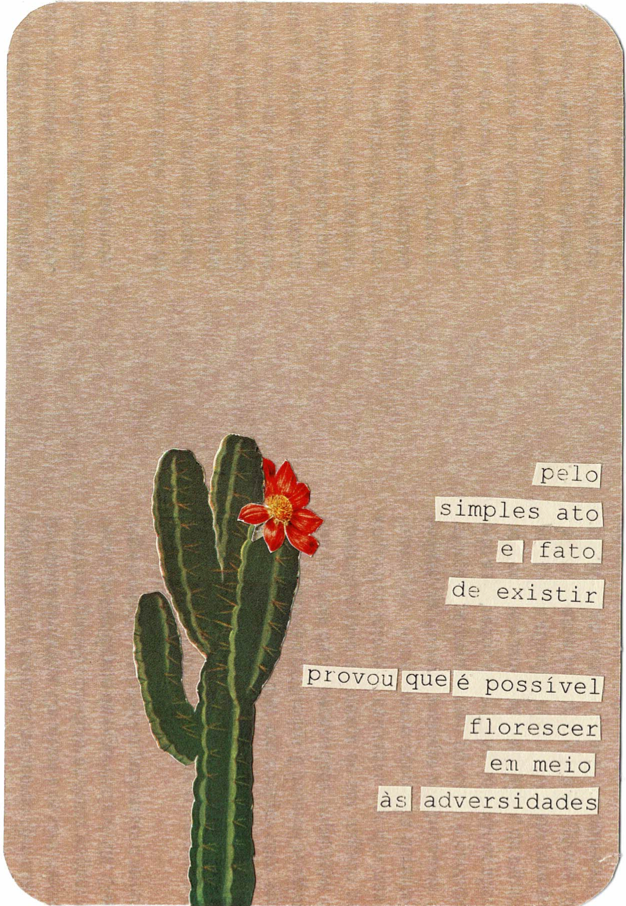 pelo
simples ato
e fato
de existir
provou que é possível
florescer
em meio
às adversidades